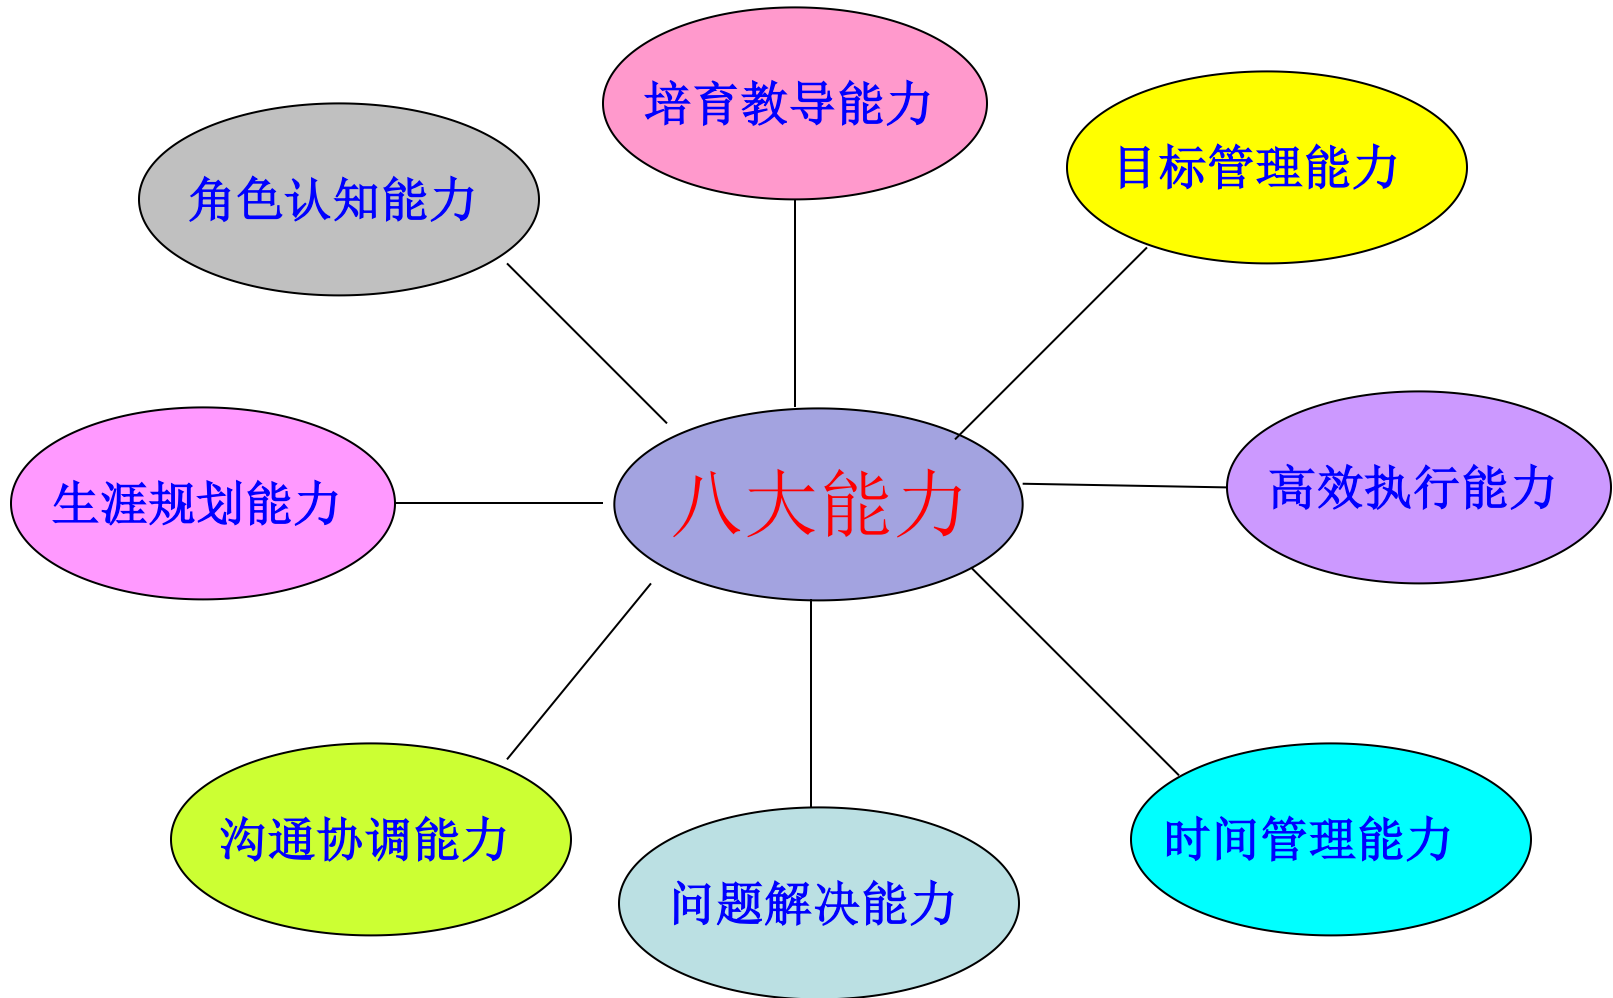 培育教导能力
目标管理能力
角色认知能力
高效执行能力
生涯规划能力
八大能力
沟通协调能力
时间管理能力
问题解决能力